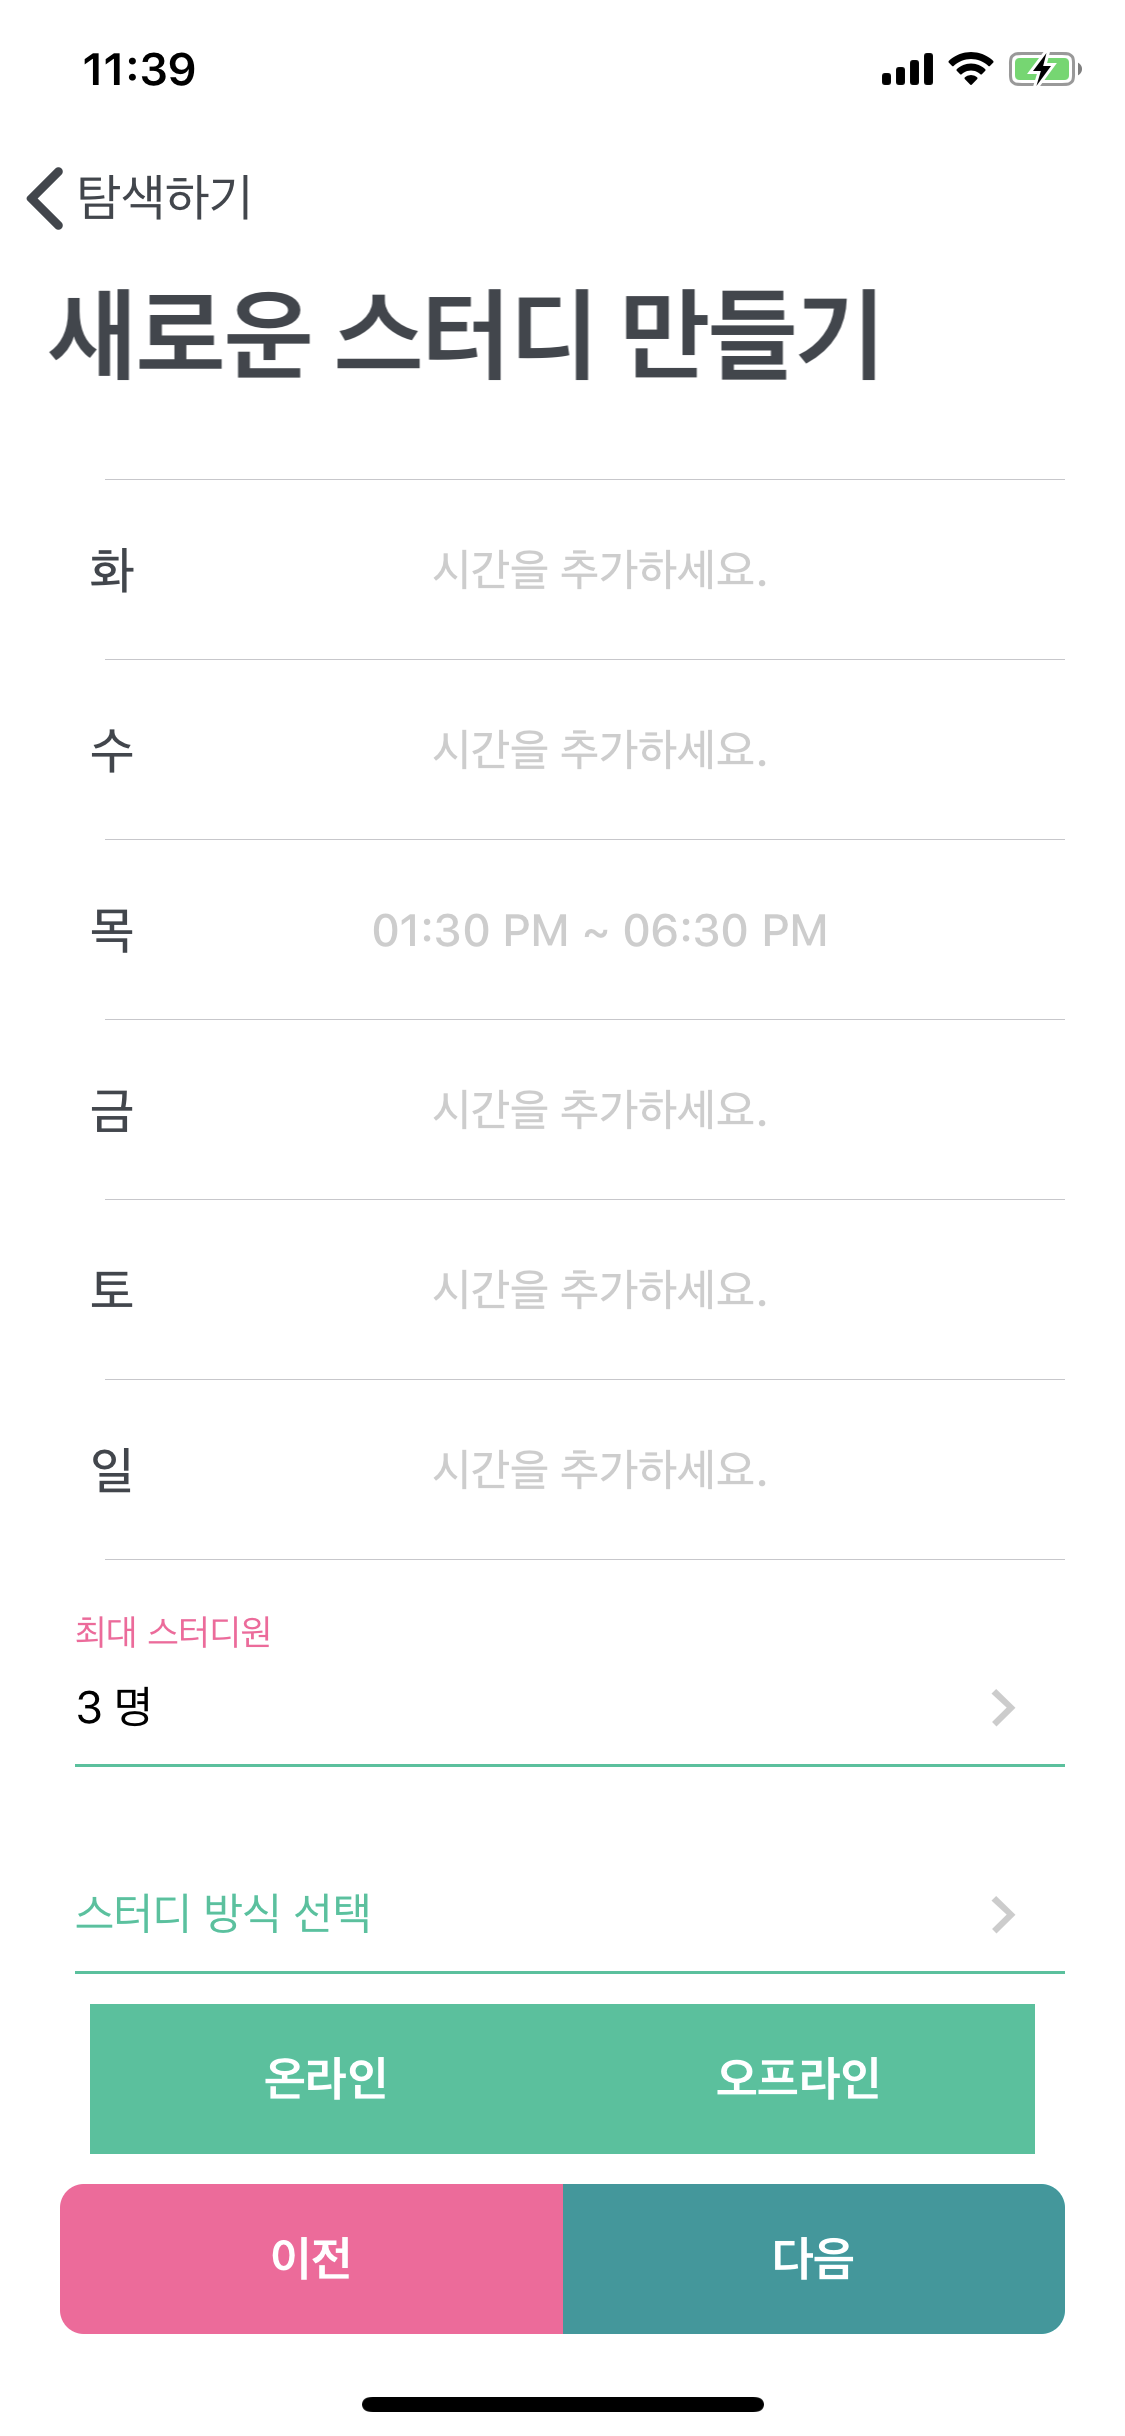 11:39
탐색하기
새로운 스터디 만들기
화 시간을 추가하세요.
수 시간을 추가하세요.
목 01:30 PM ~ 06:30 PM
금 시간을 추가하세요.
토 시간을 추가하세요.
일 시간을 추가하세요.
최대 스터디원
3 명
스터디 방식 선택
온라인 오프라인
이전 다음